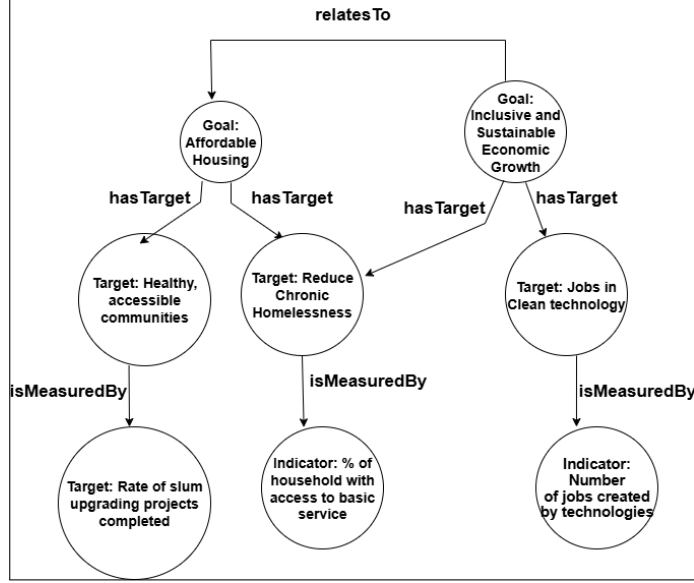 relatesTo
Goal:
Affordable
Housing
Goal:
Inclusive and
Sustainable
Economic
Growth
hasTarget
hasTarget
hasTarget
hasTarget
Target: Healthy,
accessible
communities
Target: Reduce
Chronic
Homelessness
Target: Jobs in
Clean technology
isMeasuredBy
isMeasuredBy
isMeasuredBy
Target: Rate of slum
upgrading projects
completed
Indicator: % of
household with
access to basic
service
Indicator:
Number
of jobs created
by technologies